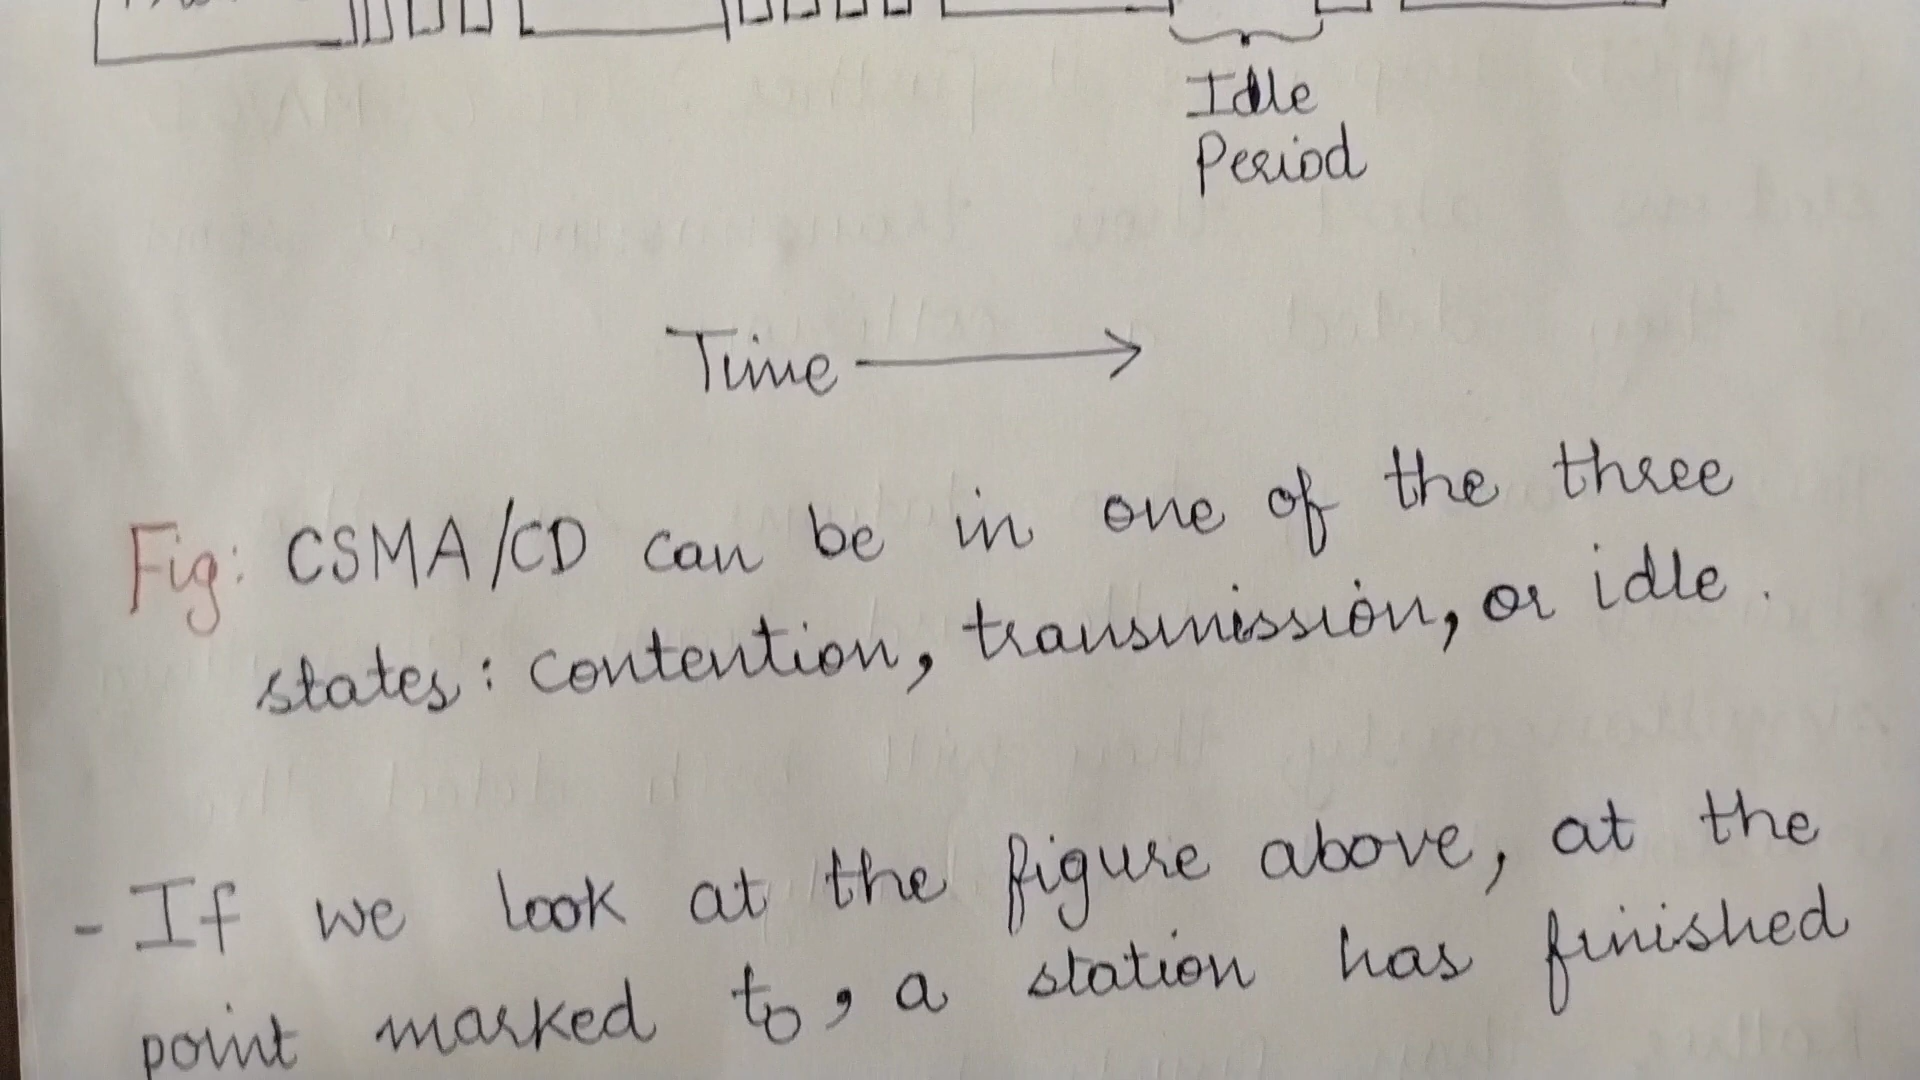 Idle
Period
Time
Fig: CSMA/CD can be in one of the three
states: contention, transmission, or idle.
- If we look at the figure above, at the
point marked t0, a station has finished